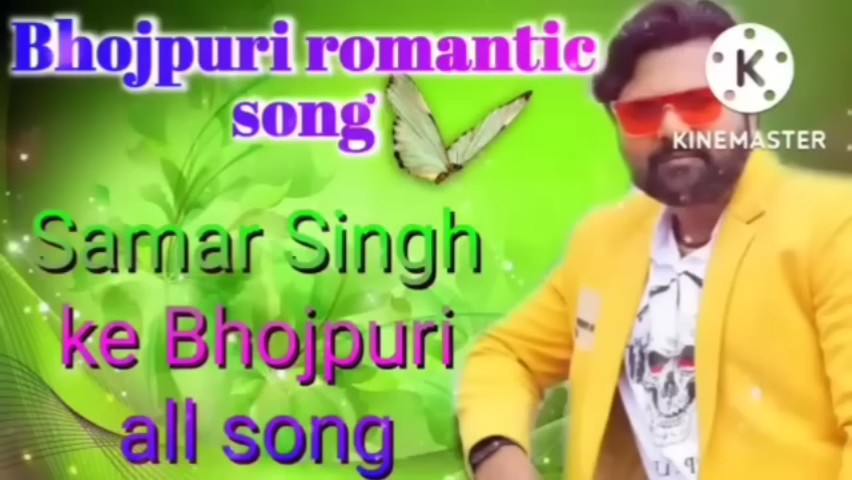 Bhojpuri romantic
song
K
KINEMASTER
Samar Singh
ke Bhojpuri
all song